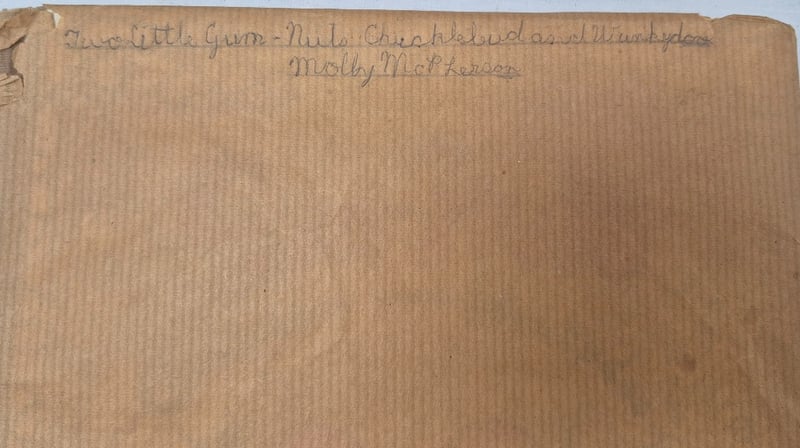 Two Little Gum-Nuts Chucklebud and Wunkydoo
Molly McPherson